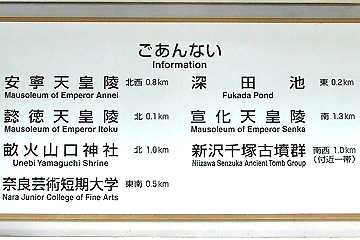 ごあんない
Information
安寧天皇陵 北西 0.8km
Mausoleum of Emperor Annei
懿徳天皇陵 北 0.1km
Mausoleum of Emperor Itoku
畝火山口神社 北 1.0km
Unebi Yamaguchi Shrine
奈良芸術短期大学 東南 0.5km
Nara Junior College of Fine Arts
深田池 東 0.2km
Fukada Pond
宣化天皇陵 南 1.3km
Mausoleum of Emperor Senka
新沢千塚古墳群 南西 1.0km
Niizawa Senzuka Ancient Tomb Group (付近一帯)